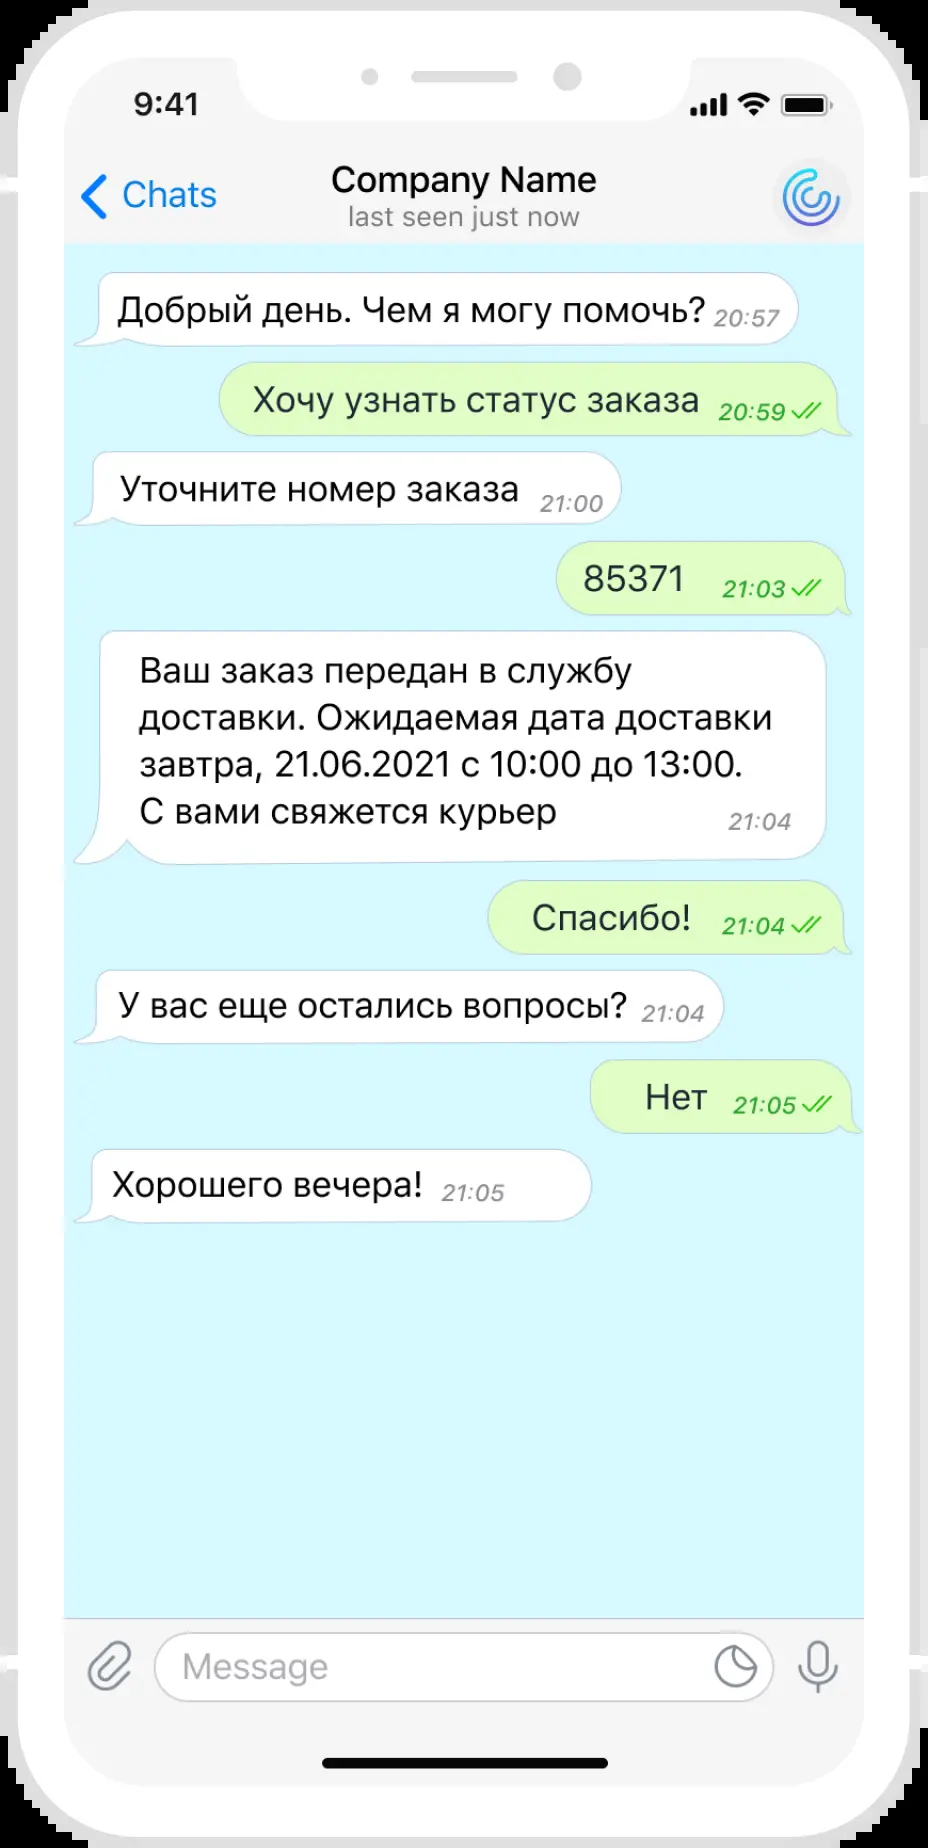 9:41
Chats
Company Name
last seen just now
Добрый день. Чем я могу помочь? 20:57
Хочу узнать статус заказа 20:59
Уточните номер заказа 21:00
85371 21:03
Ваш заказ передан в службу
доставки. Ожидаемая дата доставки
завтра, 21.06.2021 с 10:00 до 13:00.
С вами свяжется курьер 21:04
Спасибо! 21:04
У вас еще остались вопросы? 21:04
Нет 21:05
Хорошего вечера! 21:05
Message